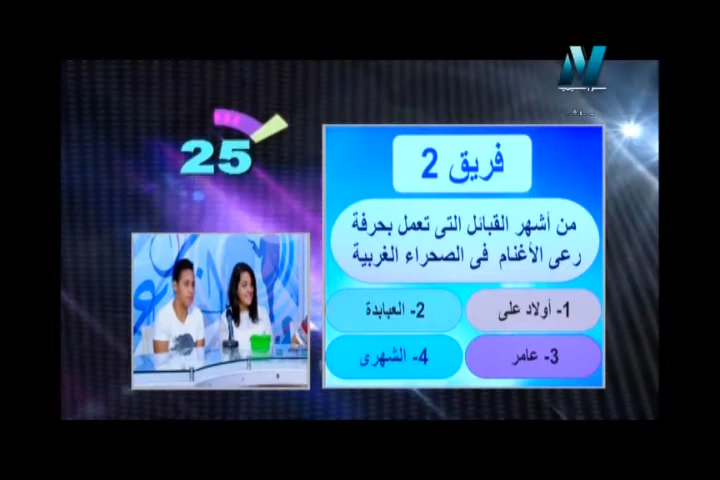 25
فريق 2
من أشهر القبائل التى تعمل بحرفة
رعى الأغنام فى الصحراء الغربية
1- أولاد على
2- العبابدة
3- عامر
4- الشهرى